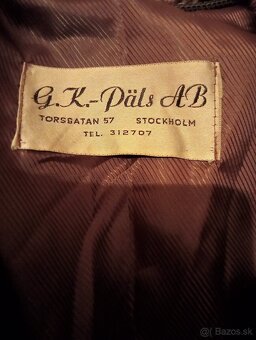 G.K.-Päls AB
TORSGATAN 57 STOCKHOLM
TEL. 312707
Bazos.sk